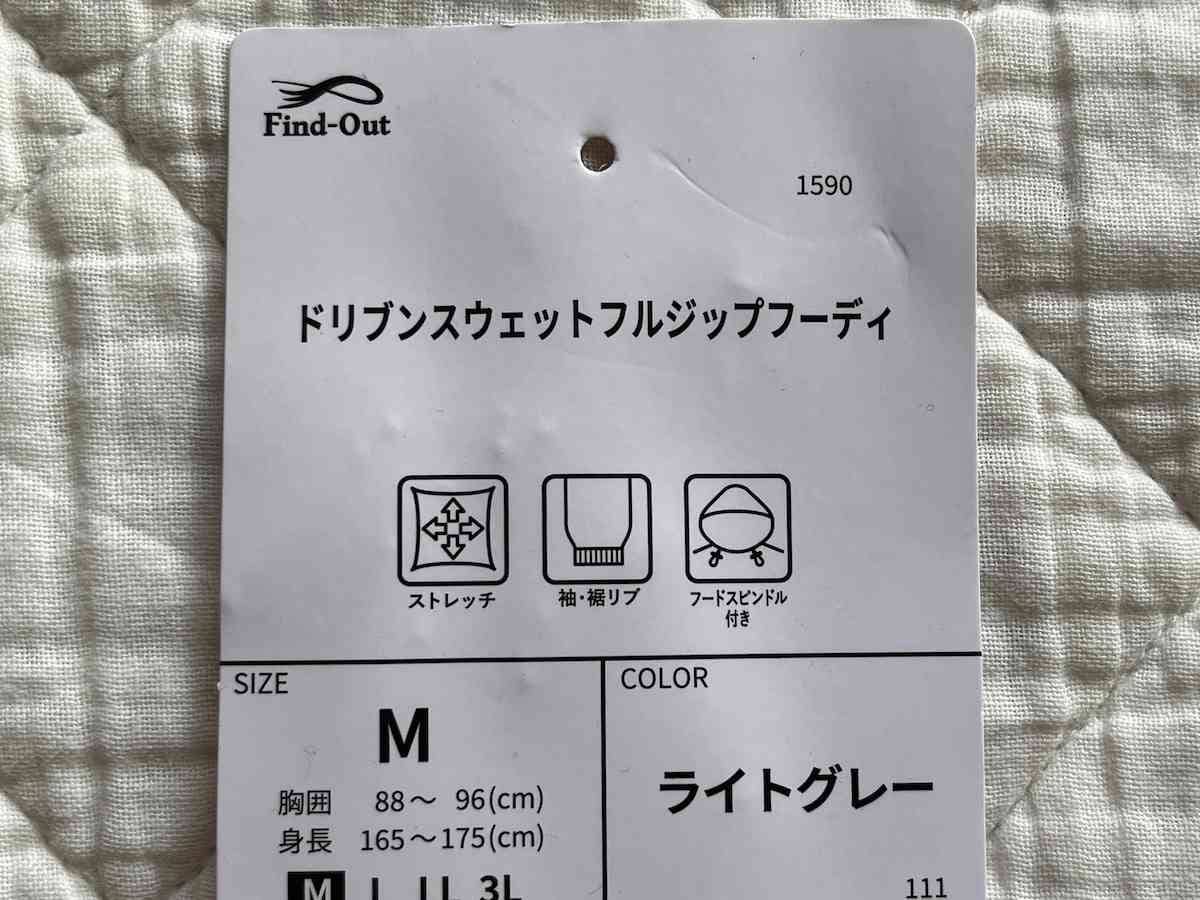 Find-Out
1590
ドリブンスウェットフルジップフーディ
ストレッチ
袖・裾リブ
フードスピンドル
付き
SIZE
M
胸囲 88～ 96(cm)
身長 165～175(cm)
M L LL 3L
COLOR
ライトグレー
111